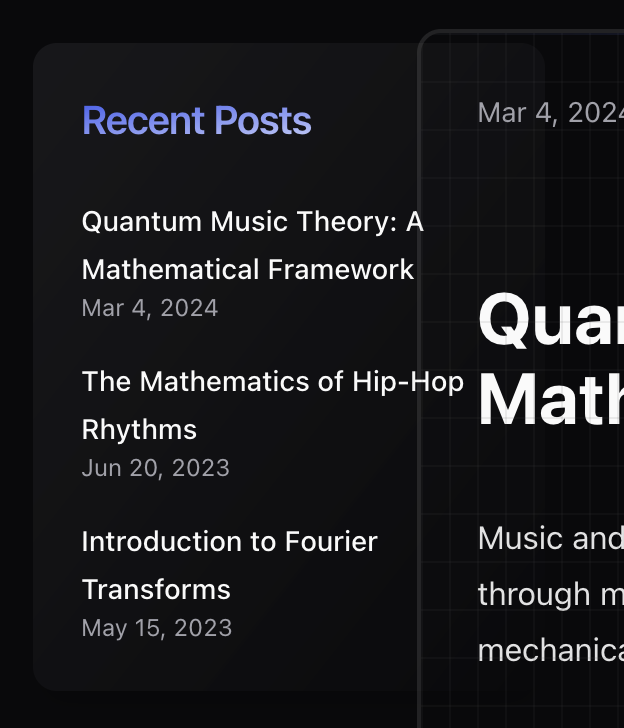 Recent Posts
Quantum Music Theory: A
Mathematical Framework
Mar 4, 2024
The Mathematics of Hip-Hop
Rhythms
Jun 20, 2023
Introduction to Fourier
Transforms
May 15, 2023
Mar 4, 2024
Quan
Math
Music and
through m
mechanica